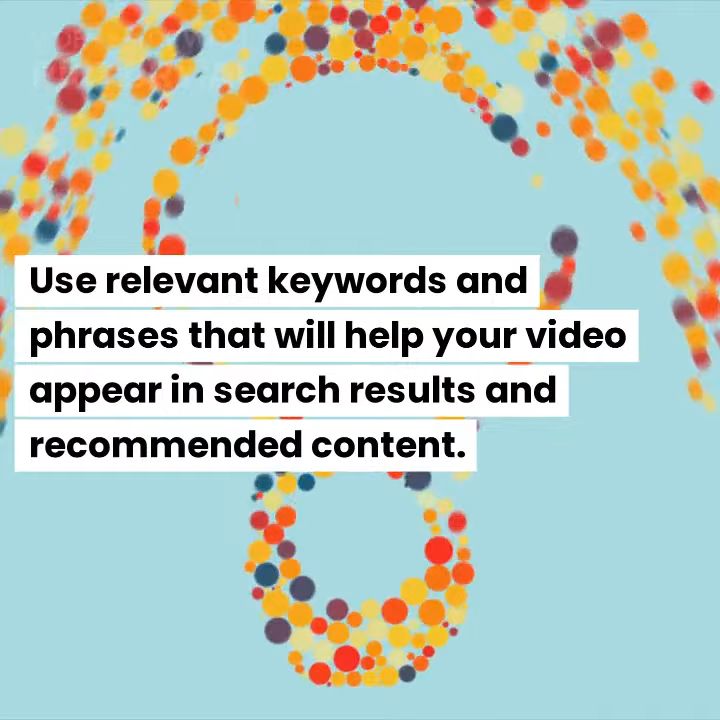 Use relevant keywords and
phrases that will help your video
appear in search results and
recommended content.